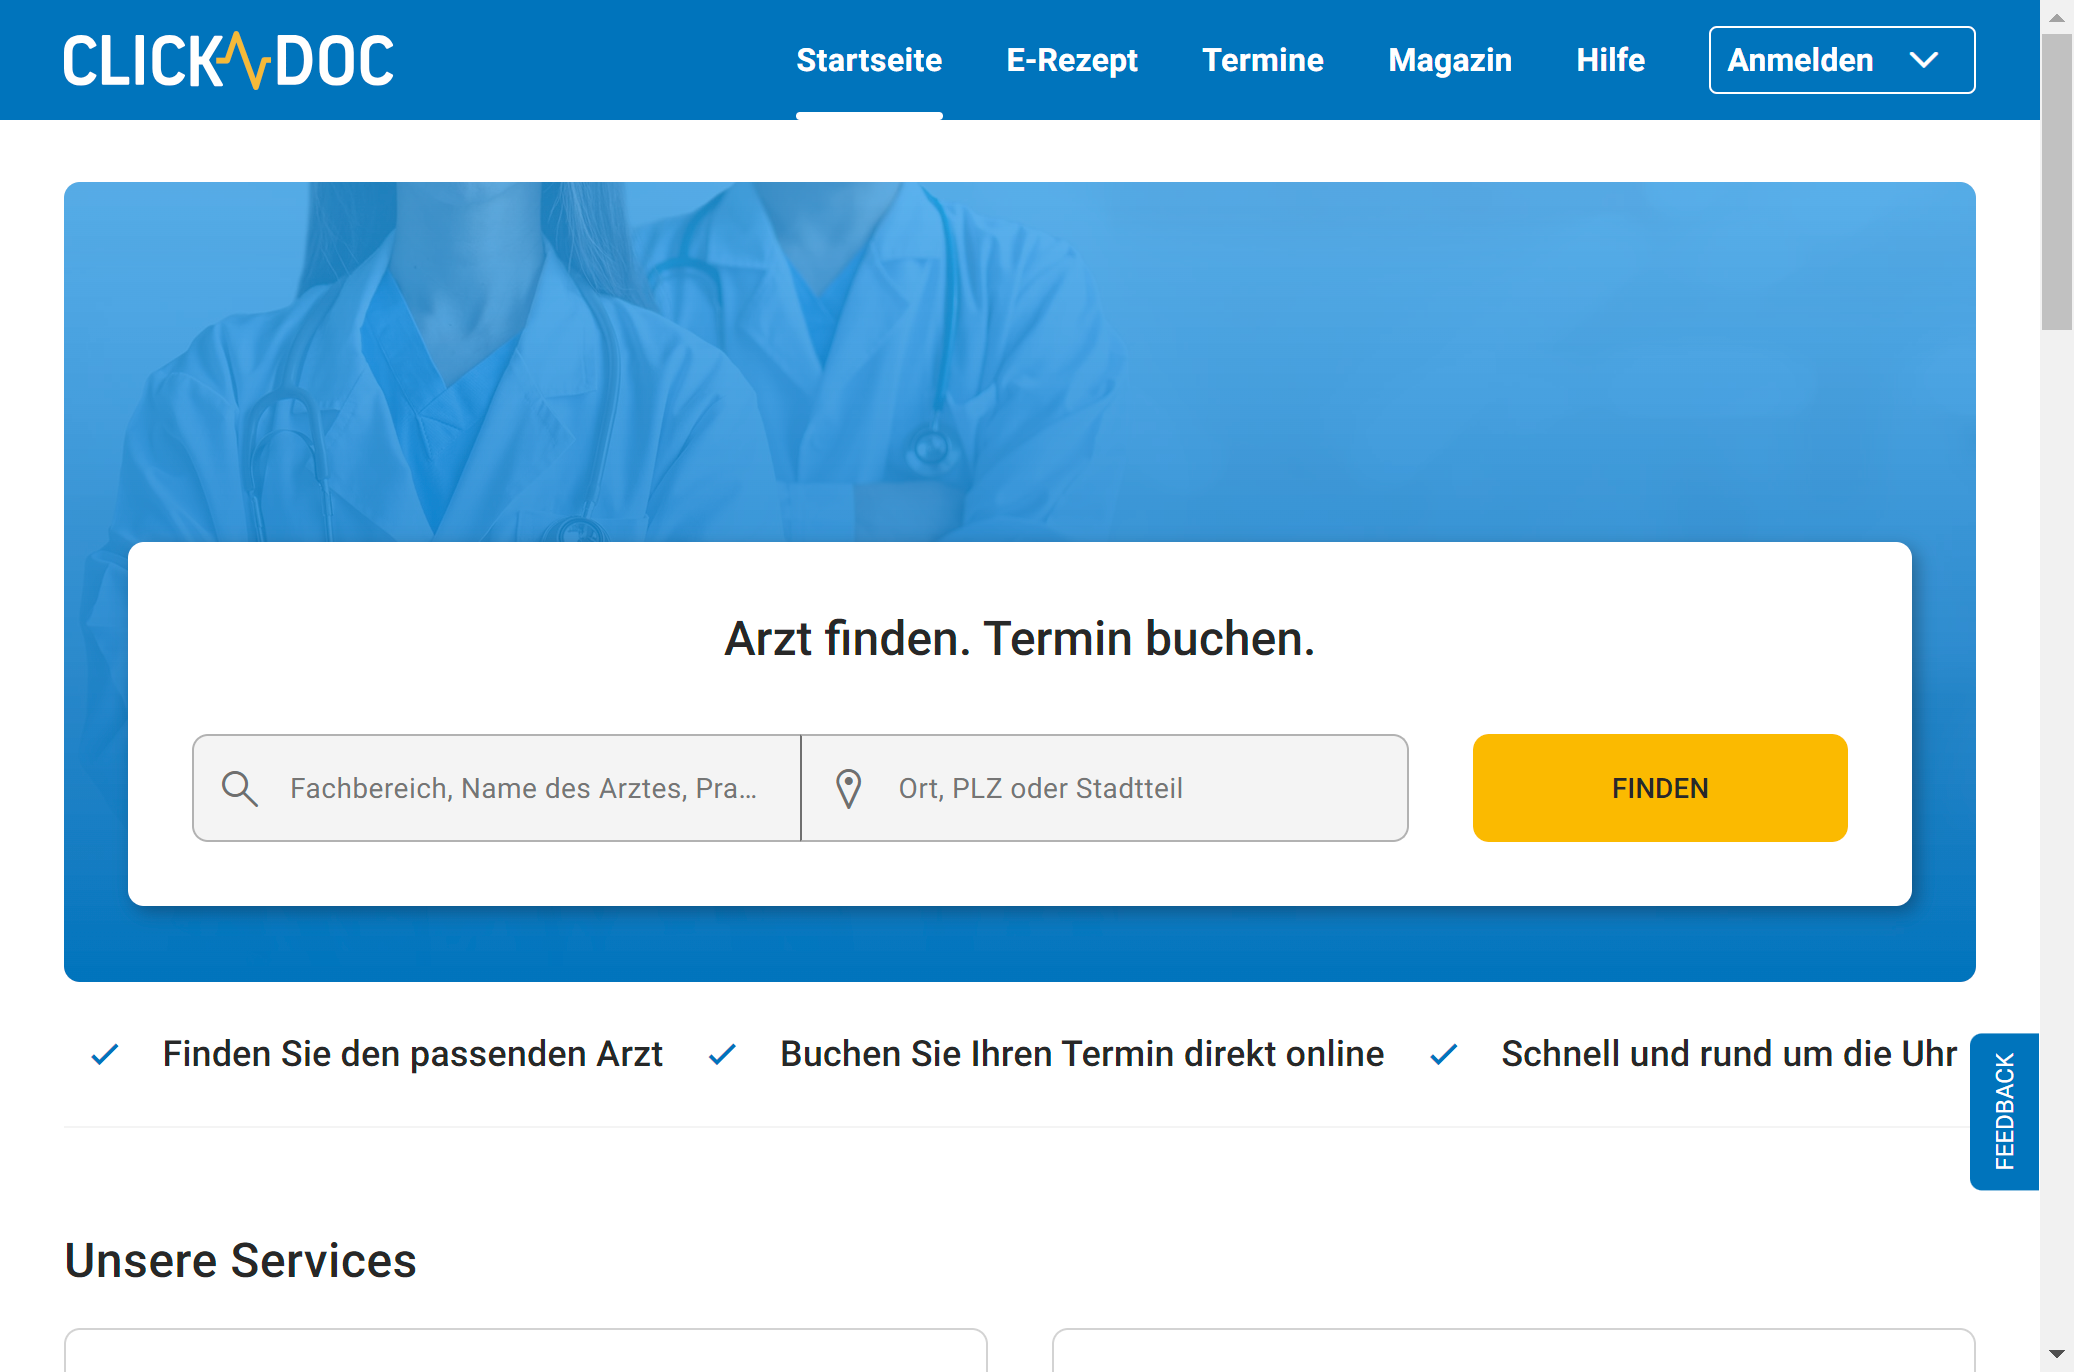 CLICK DOC
Startseite
E-Rezept
Termine
Magazin
Hilfe
Anmelden
Arzt finden. Termin buchen.
Fachbereich, Name des Arztes, Pra...
Ort, PLZ oder Stadtteil
FINDEN
Finden Sie den passenden Arzt
Buchen Sie Ihren Termin direkt online
Schnell und rund um die Uhr
FEEDBACK
Unsere Services